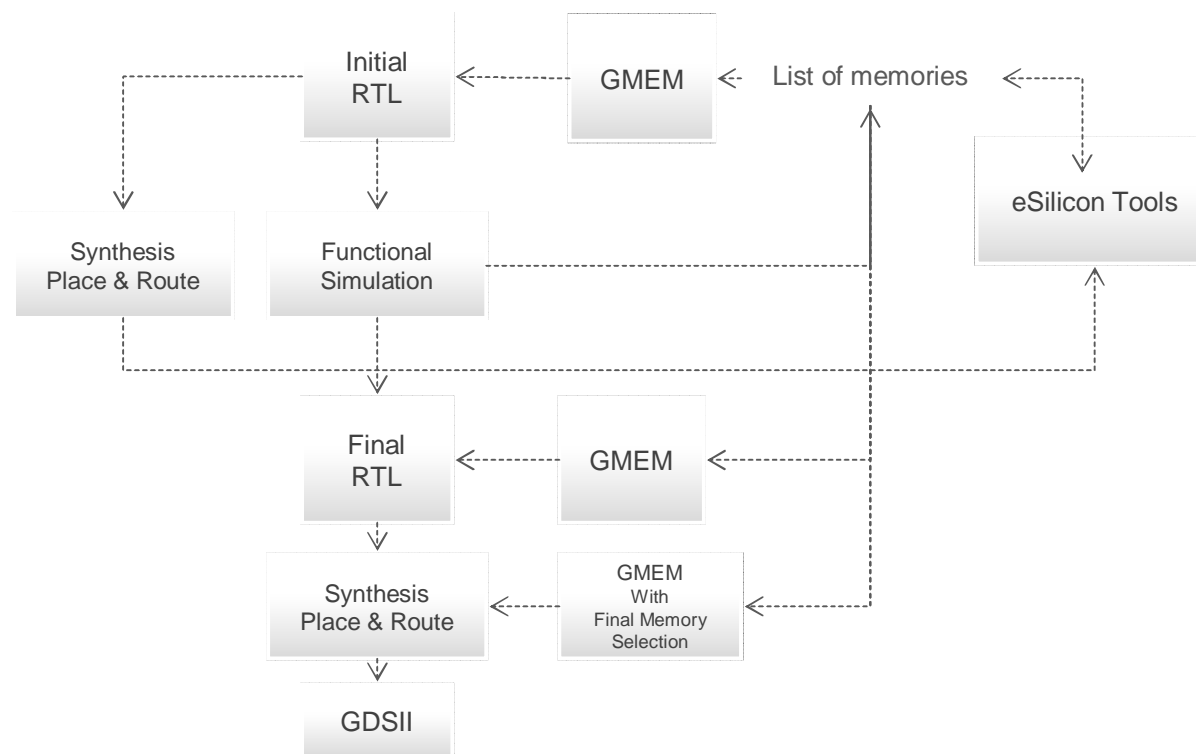 Initial
RTL
GMEM
List of memories
eSilicon Tools
Synthesis
Place & Route
Functional
Simulation
Final
RTL
GMEM
Synthesis
Place & Route
GMEM
With
Final Memory
Selection
GDSII